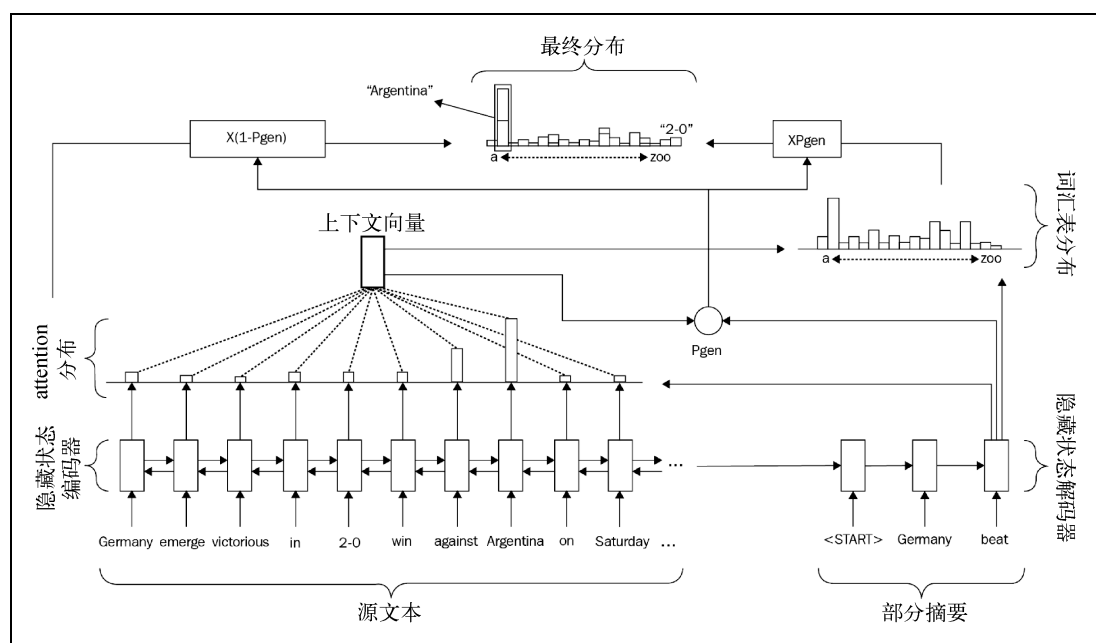 最终分布
"Argentina"
X(1-Pgen)
"2-0"
XPgen
a
zoo
词汇表分布
上下文向量
a
zoo
Pgen
attention
分布
隐藏状态
编码器
隐藏状态解码器
...
Germany emerge victorious in 2-0 win against Argentina on Saturday ...
<START> Germany beat
源文本
部分摘要